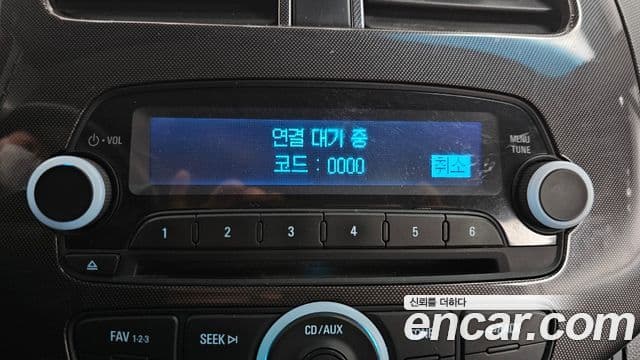 연결 대기 중
코드 : 0000
취소
VOL
MENU
TUNE
1 2 3 4 5 6
FAV 1-2-3
SEEK
CD/AUX
신뢰를 더하다
encar.com